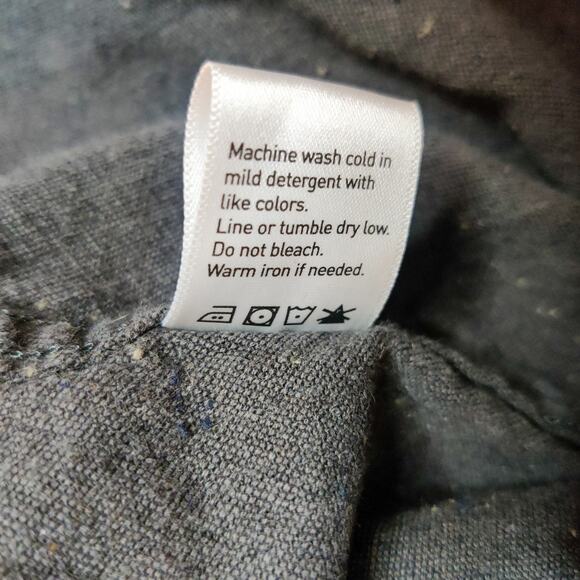 Machine wash cold in
mild detergent with
like colors.
Line or tumble dry low.
Do not bleach.
Warm iron if needed.